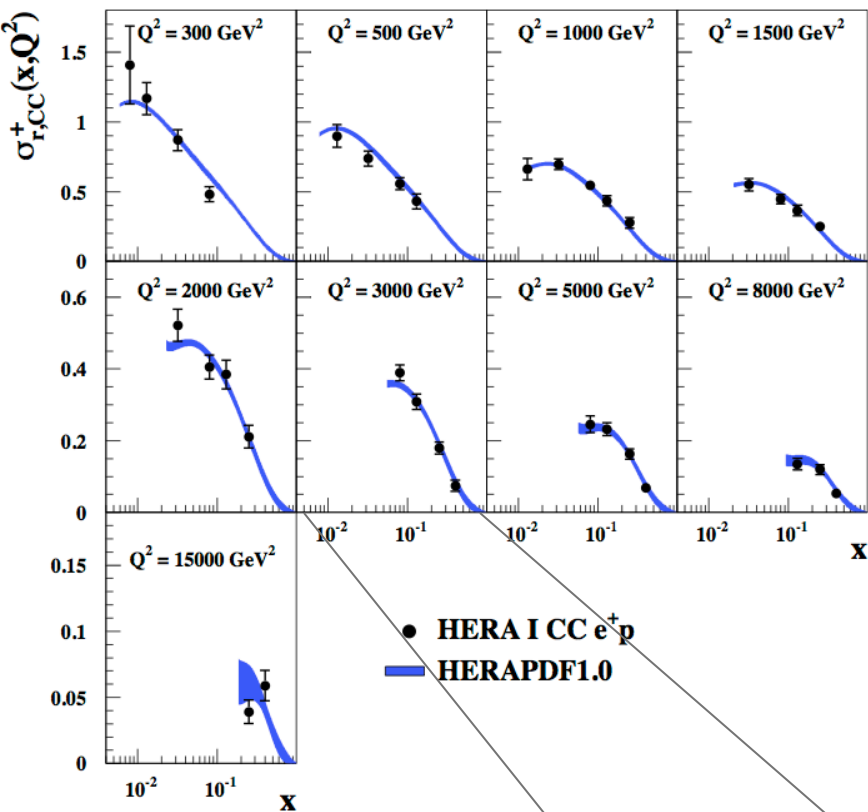 σ⁺r,CC(x,Q²)
Q² = 300 GeV²
Q² = 500 GeV²
Q² = 1000 GeV²
Q² = 1500 GeV²
1.5
1
0.5
0
Q² = 2000 GeV²
Q² = 3000 GeV²
Q² = 5000 GeV²
Q² = 8000 GeV²
0.6
0.4
0.2
0
10⁻² 10⁻¹ 10⁻² 10⁻¹ 10⁻² 10⁻¹ x
Q² = 15000 GeV²
0.15
0.1
0.05
0
10⁻² 10⁻¹ x
HERA I CC e⁺p
HERAPDF1.0